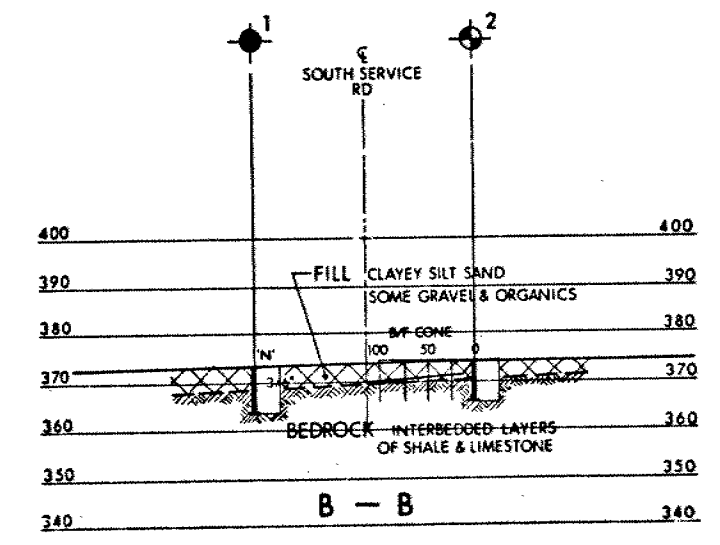 1
2
℄
SOUTH SERVICE
RD
400 400
390 FILL CLAYEY SILT SAND 390
SOME GRAVEL & ORGANICS
380 B/F CONE 380
'N' 100 50 0
370 370
360 BEDROCK INTERBEDDED LAYERS 360
OF SHALE & LIMESTONE
350 350
B — B
340 340